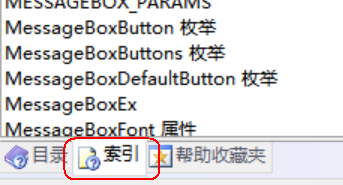 MESSAGEBOX_PARAMS
MessageBoxButton 枚举
MessageBoxButtons 枚举
MessageBoxDefaultButton 枚举
MessageBoxEx
MessageBoxFont 属性
目录 索引 帮助收藏夹